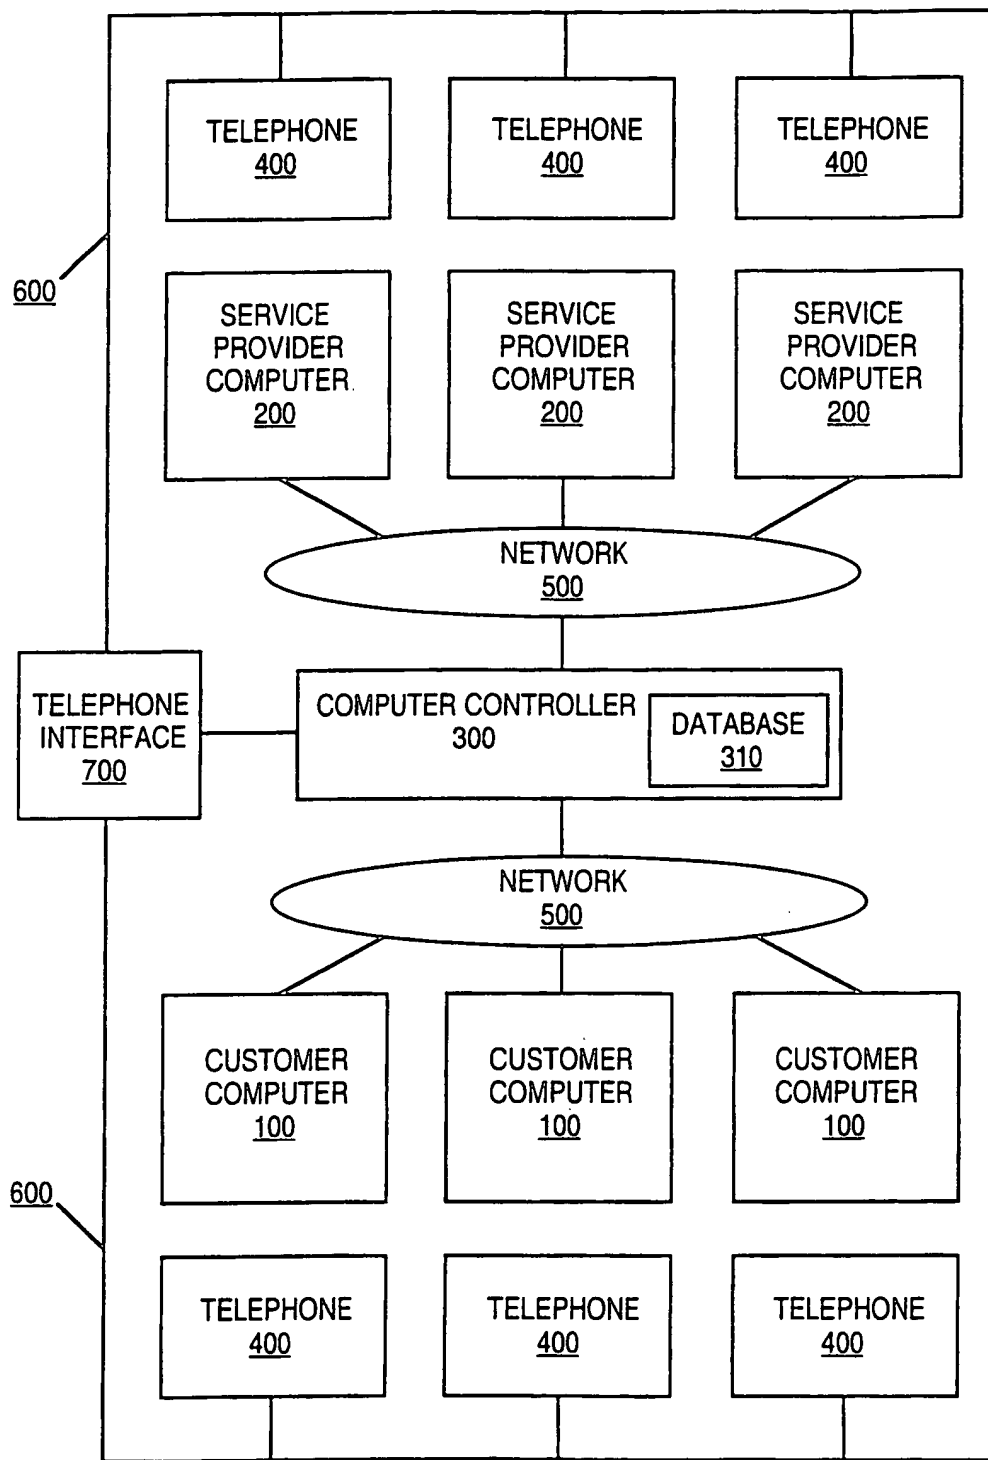 TELEPHONE
400
TELEPHONE
400
TELEPHONE
400
600
SERVICE
PROVIDER
COMPUTER
200
SERVICE
PROVIDER
COMPUTER
200
SERVICE
PROVIDER
COMPUTER
200
NETWORK
500
TELEPHONE
INTERFACE
700
COMPUTER CONTROLLER
300
DATABASE
310
NETWORK
500
CUSTOMER
COMPUTER
100
CUSTOMER
COMPUTER
100
CUSTOMER
COMPUTER
100
600
TELEPHONE
400
TELEPHONE
400
TELEPHONE
400